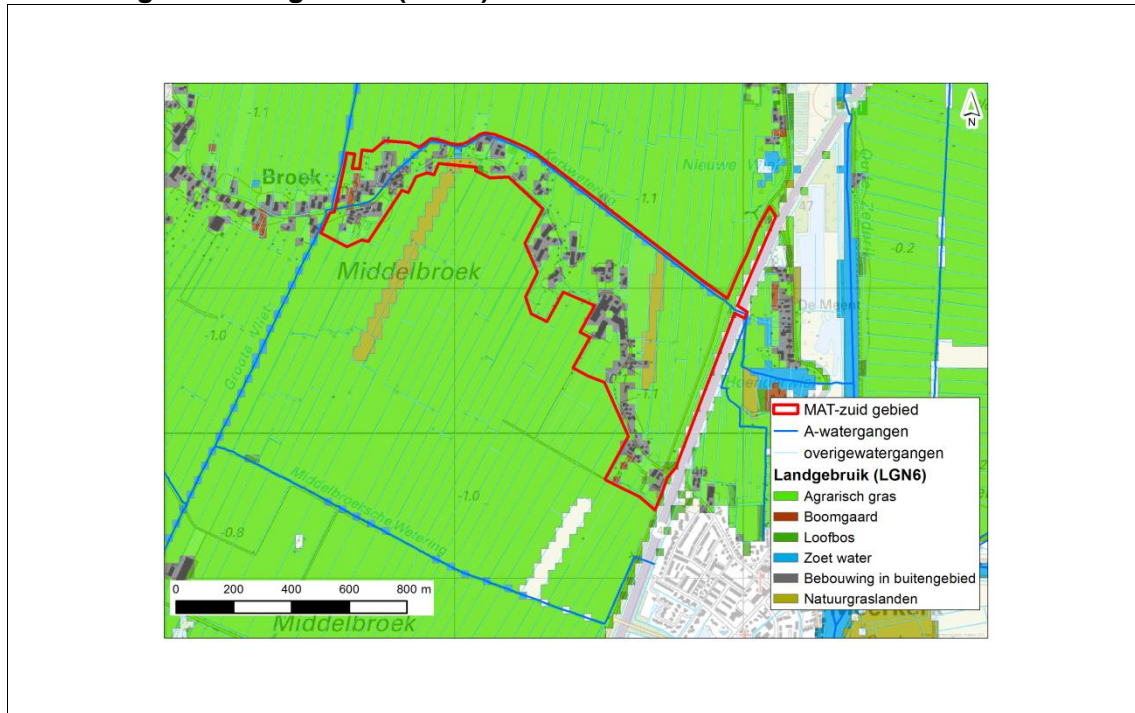 -1.1
Broek
Kerkwetering
-1.1
Nieuwe
47
-0.2
Middelbroek
De Meent
Groote Vliet
-1.0
-1.1
MAT-zuid gebied
A-watergangen
overigewatergangen
Landgebruik (LGN6)
Agrarisch gras
Boomgaard
Loofbos
Zoet water
Bebouwing in buitengebied
Natuurgraslanden
Middelbroeksche Wetering
-1.0
-0.8
0 200 400 600 800 m
Middelbroek
N